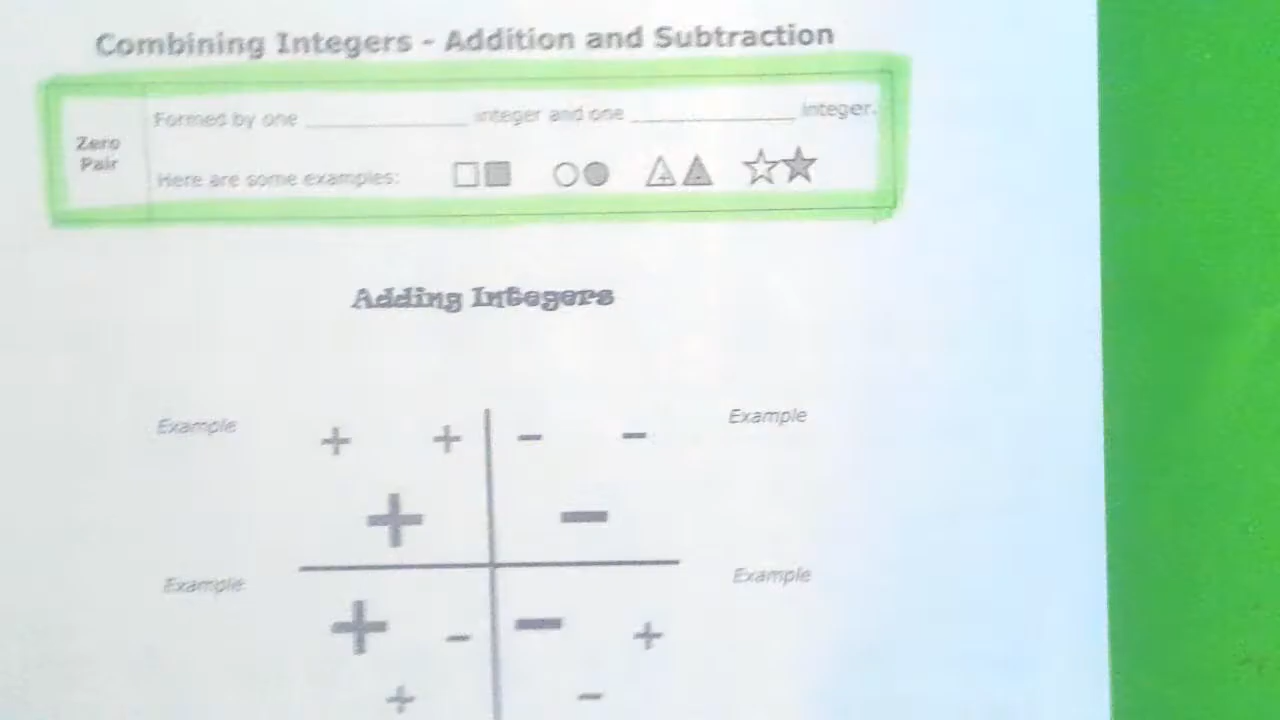 Combining Integers - Addition and Subtraction
Zero Pair
Formed by one ____________ integer and one ____________ integer.
Here are some examples:
+
Adding Integers
Example
+ + - -
Example
+ -
Example
+ - - +
Example
+ -